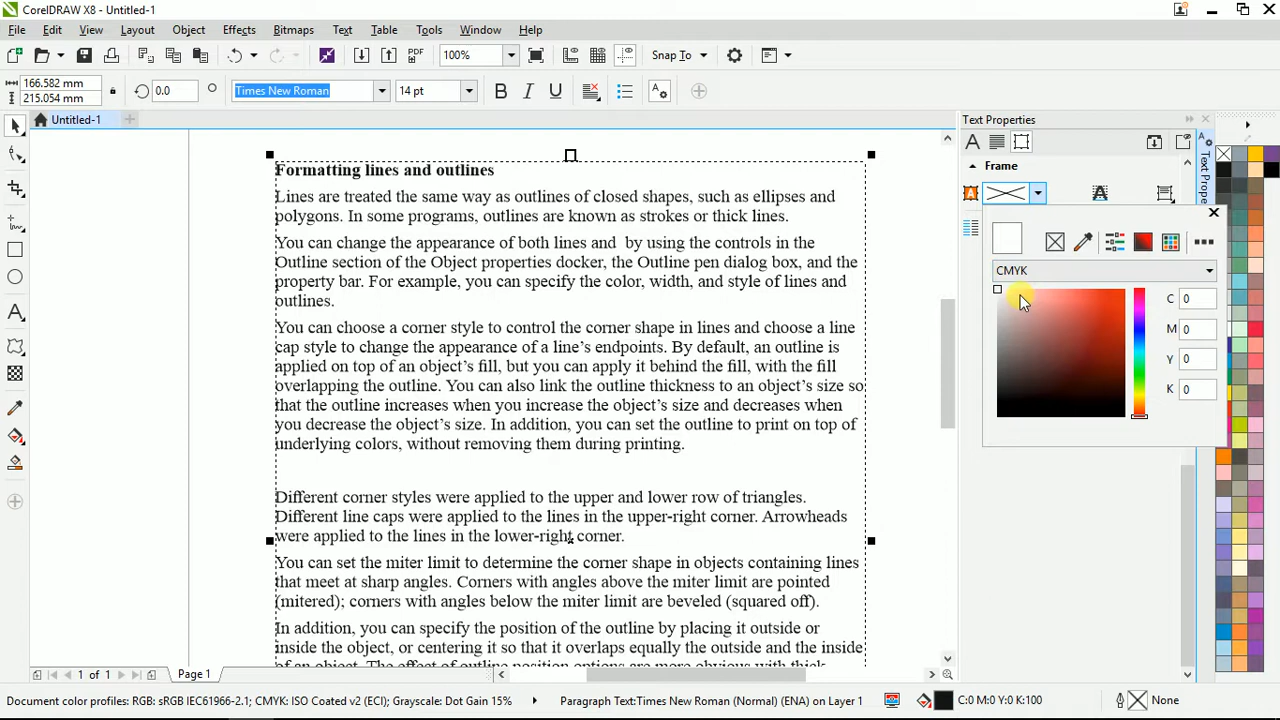 CorelDRAW X8 - Untitled-1
File Edit View Layout Object Effects Bitmaps Text Table Tools Window Help
PDF 100% Snap To
166.582 mm
215.054 mm
0.0
Times New Roman
14 pt
Untitled-1
Text Properties
Frame
Text Prope
CMYK
C 0
M 0
Y 0
K 0
Formatting lines and outlines
Lines are treated the same way as outlines of closed shapes, such as ellipses and
polygons. In some programs, outlines are known as strokes or thick lines.
You can change the appearance of both lines and  by using the controls in the
Outline section of the Object properties docker, the Outline pen dialog box, and the
property bar. For example, you can specify the color, width, and style of lines and
outlines.
You can choose a corner style to control the corner shape in lines and choose a line
cap style to change the appearance of a line’s endpoints. By default, an outline is
applied on top of an object’s fill, but you can apply it behind the fill, with the fill
overlapping the outline. You can also link the outline thickness to an object’s size so
that the outline increases when you increase the object’s size and decreases when
you decrease the object’s size. In addition, you can set the outline to print on top of
underlying colors, without removing them during printing.
Different corner styles were applied to the upper and lower row of triangles.
Different line caps were applied to the lines in the upper-right corner. Arrowheads
were applied to the lines in the lower-right corner.
You can set the miter limit to determine the corner shape in objects containing lines
that meet at sharp angles. Corners with angles above the miter limit are pointed
(mitered); corners with angles below the miter limit are beveled (squared off).
In addition, you can specify the position of the outline by placing it outside or
inside the object, or centering it so that it overlaps equally the outside and the inside
of an object. The effect of outline position options are more obvious with thick
1 of 1
Page 1
Document color profiles: RGB: sRGB IEC61966-2.1; CMYK: ISO Coated v2 (ECI); Grayscale: Dot Gain 15%
Paragraph Text:Times New Roman (Normal) (ENA) on Layer 1
C:0 M:0 Y:0 K:100
None